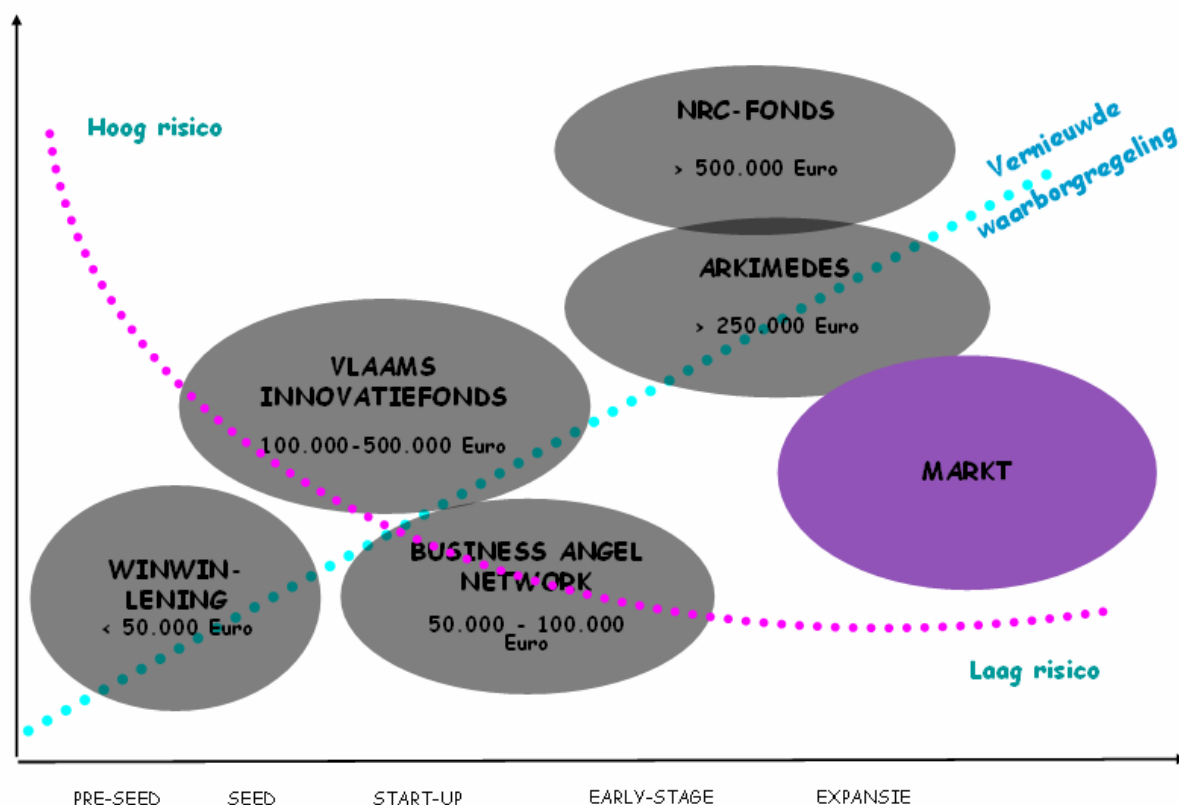 NRC-FONDS
> 500.000 Euro
Hoog risico
Vernieuwde
waarborgregeling
ARKIMEDES
> 250.000 Euro
VLAAMS
INNOVATIEFONDS
100.000-500.000 Euro
MARKT
BUSINESS ANGEL
NETWORK
50.000 - 100.000
Euro
WINWIN-
LENING
< 50.000 Euro
Laag risico
PRE-SEED SEED START-UP EARLY-STAGE EXPANSIE